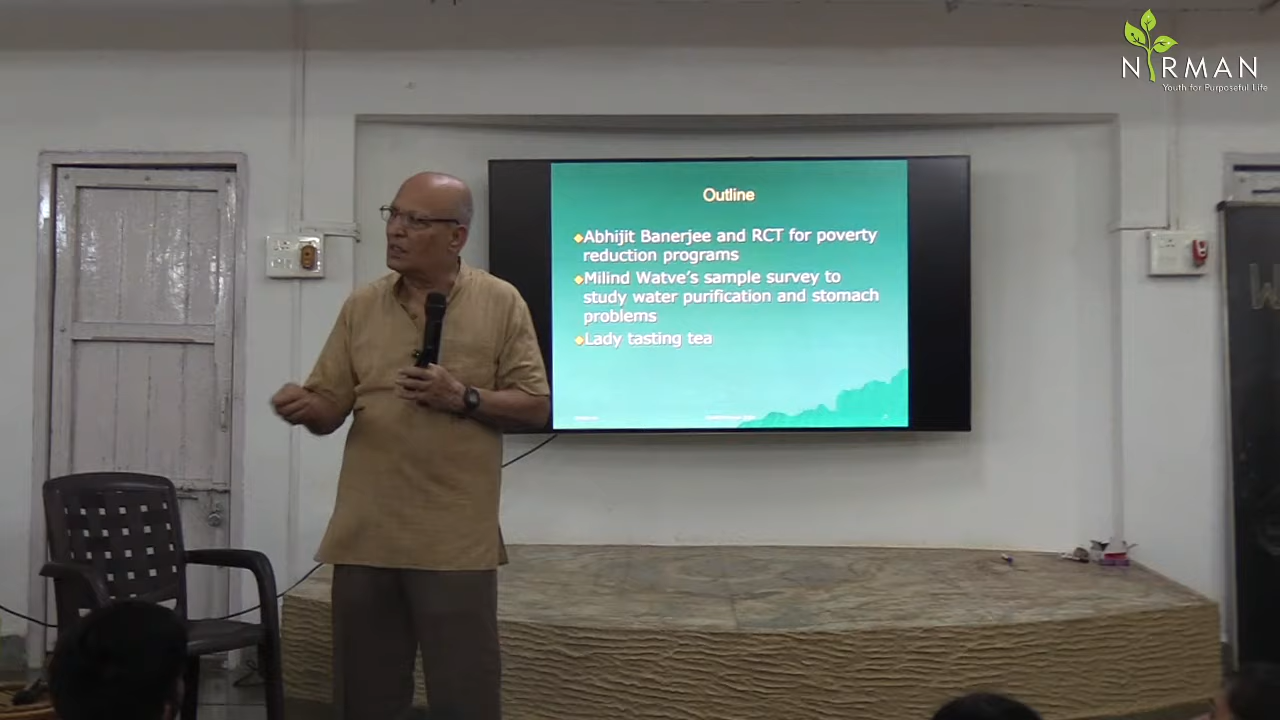 NIRMAN
Youth for Purposeful Life
Outline
Abhijit Banerjee and RCT for poverty
reduction programs
Milind Watve's sample survey to
study water purification and stomach
problems
Lady tasting tea